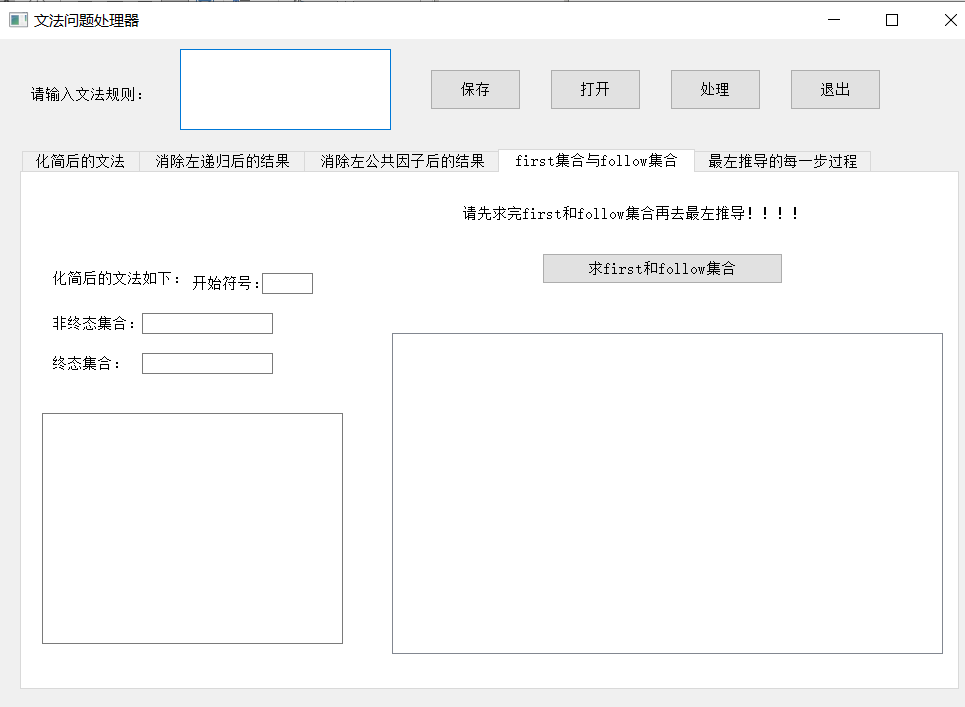 文法问题处理器
请输入文法规则：
保存 打开 处理 退出
化简后的文法 消除左递归后的结果 消除左公共因子后的结果 first集合与follow集合 最左推导的每一步过程
请先求完first和follow集合再去最左推导！！！！
求first和follow集合
化简后的文法如下： 开始符号：
非终态集合：
终态集合：